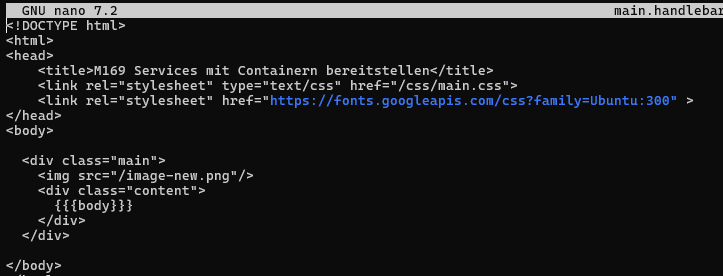 GNU nano 7.2 main.handlebar
<!DOCTYPE html>
<html>
<head>
    <title>M169 Services mit Containern bereitstellen</title>
    <link rel="stylesheet" type="text/css" href="/css/main.css">
    <link rel="stylesheet" href="https://fonts.googleapis.com/css?family=Ubuntu:300" >
</head>
<body>
  <div class="main">
    <img src="/image-new.png"/>
    <div class="content">
      {{{body}}}
    </div>
  </div>
</body>